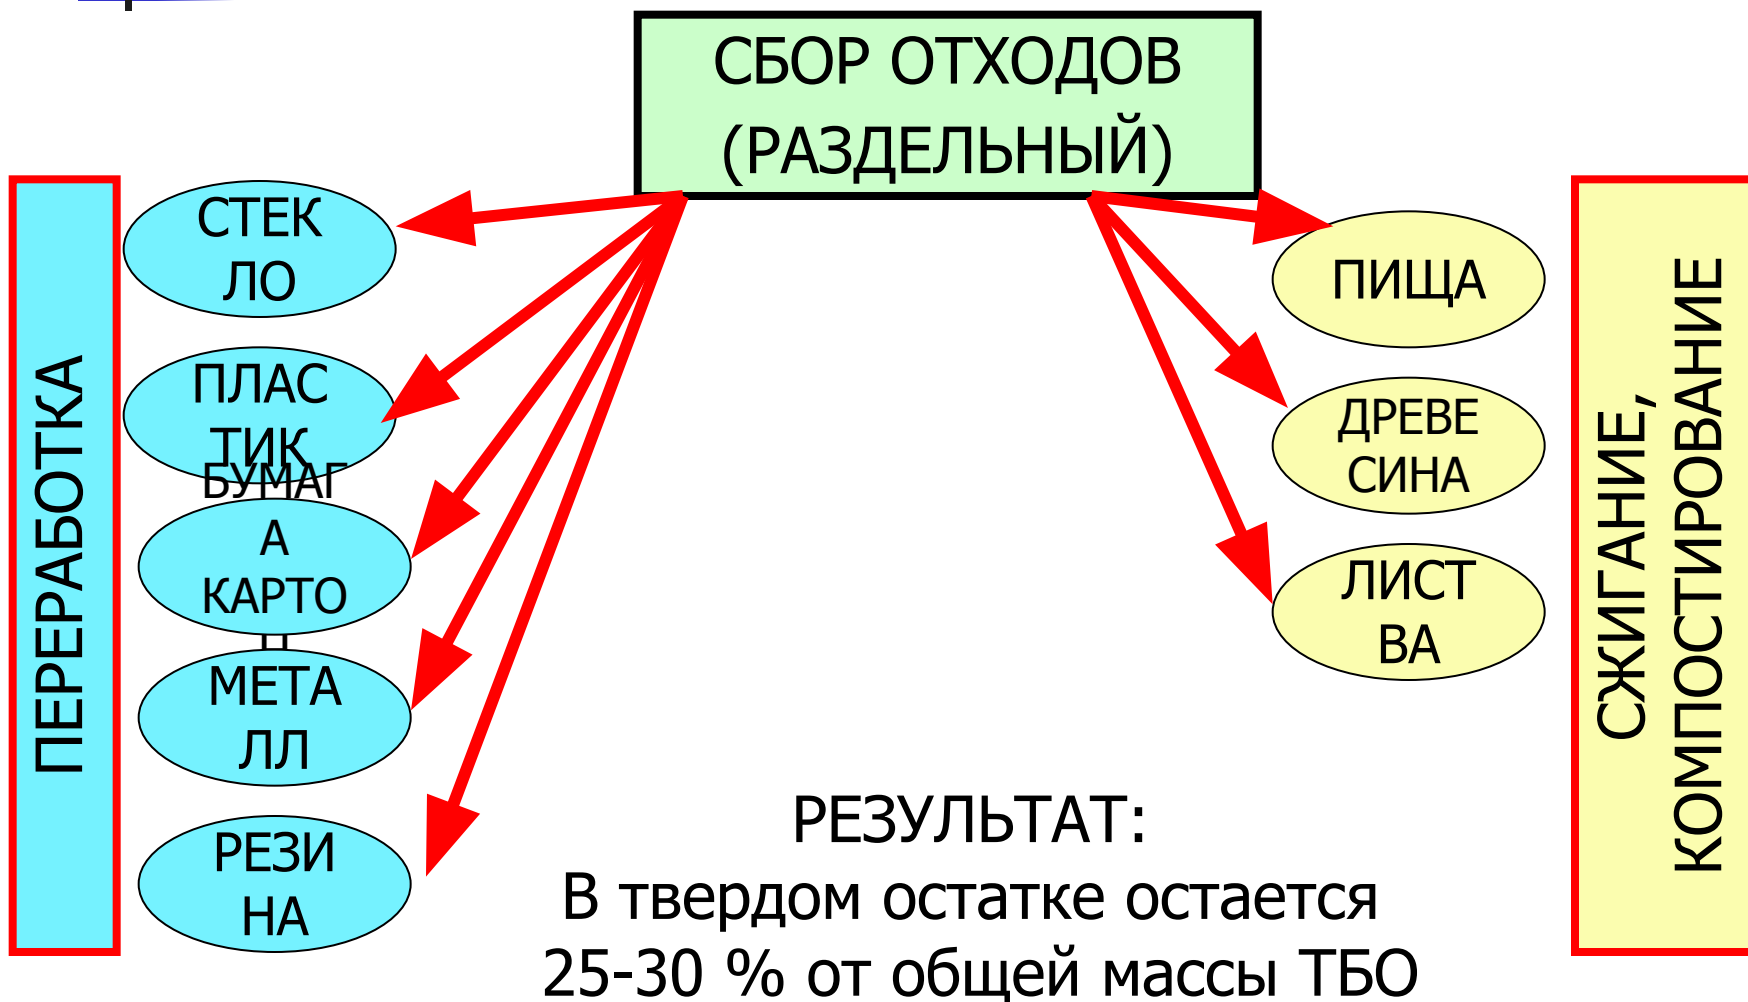 СБОР ОТХОДОВ
(РАЗДЕЛЬНЫЙ)
ПЕРЕРАБОТКА
СТЕК
ЛО
ПЛАС
ТИК
БУМАГ
А
КАРТО
Н
МЕТА
ЛЛ
РЕЗИ
НА
ПИЩА
ДРЕВЕ
СИНА
ЛИСТ
ВА
СЖИГАНИЕ,
КОМПОСТИРОВАНИЕ
РЕЗУЛЬТАТ:
В твердом остатке остается
25-30 % от общей массы ТБО